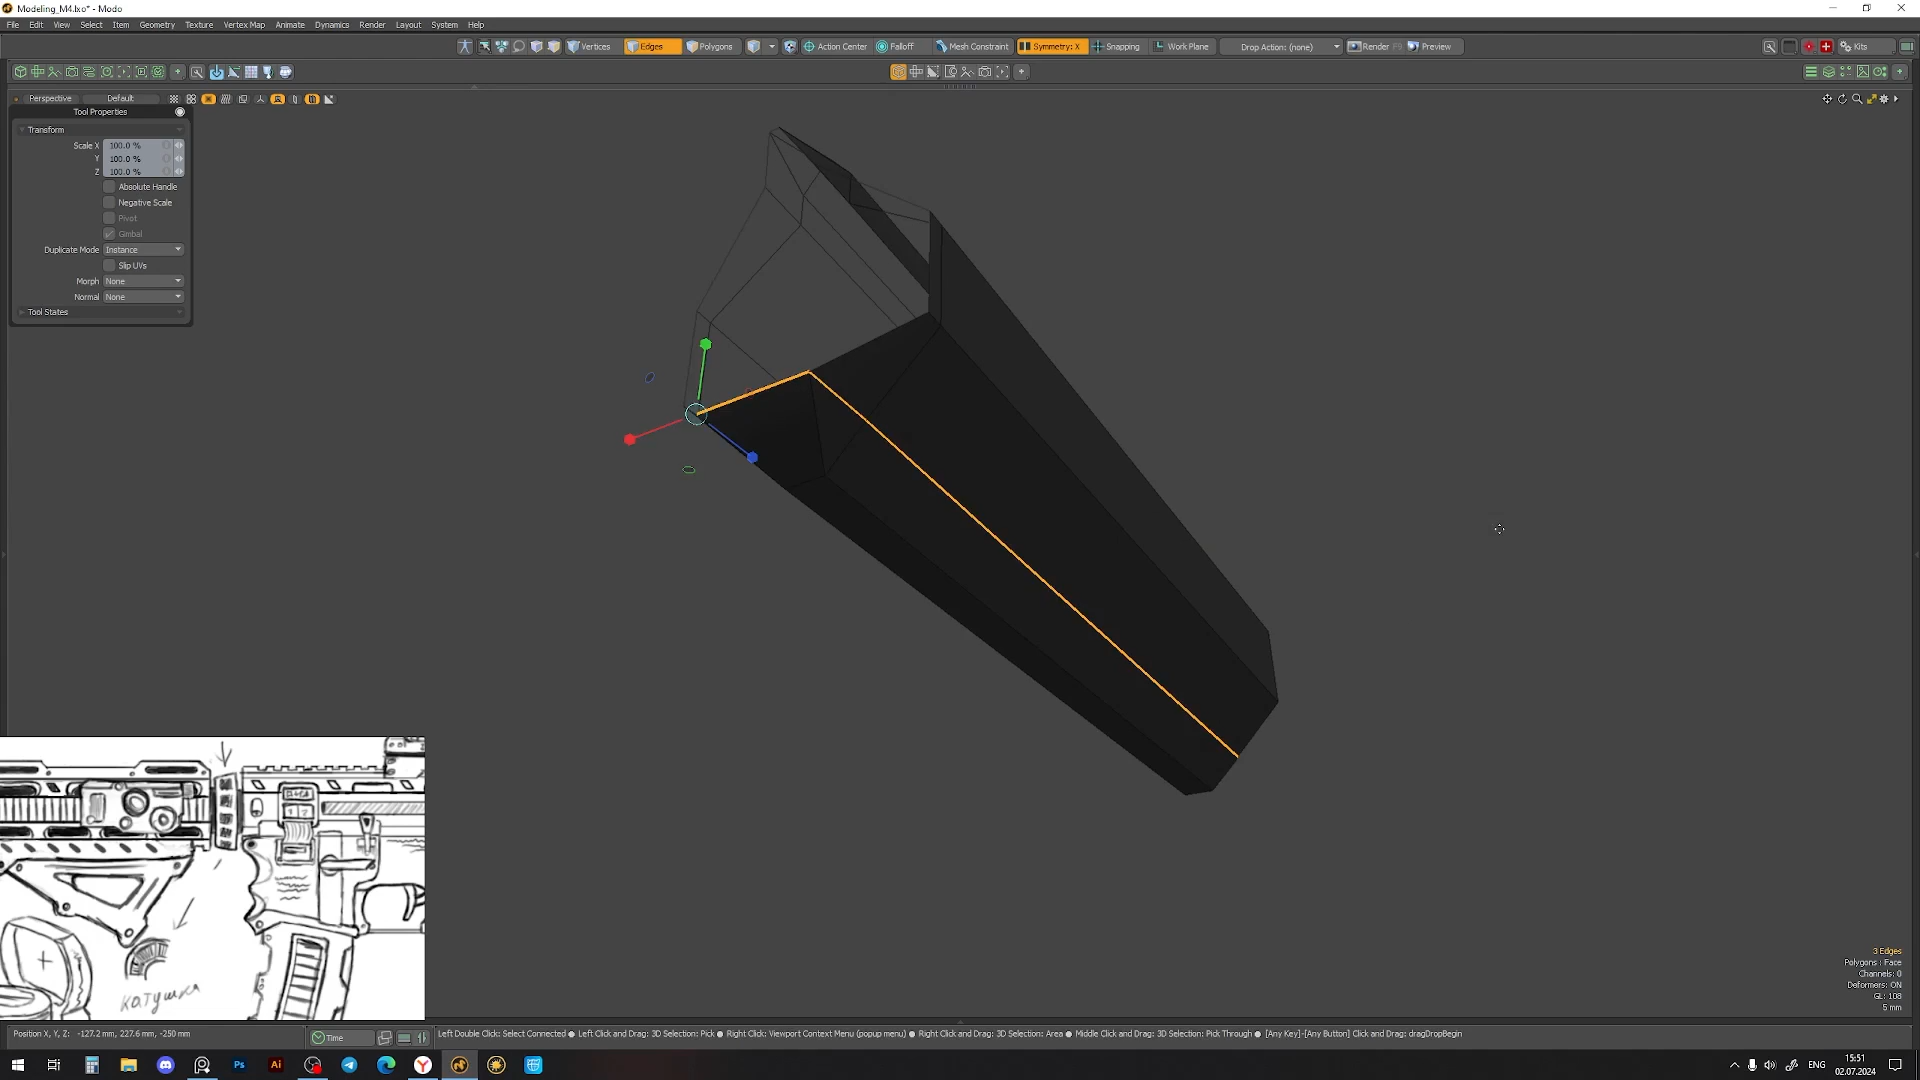 Modeling_M4.lxo* - Modo
File Edit View Select Item Geometry Texture Vertex Map Animate Dynamics Render Layout System Help
Vertices Edges Polygons Action Center Falloff Mesh Constraint Symmetry: X Snapping Work Plane Drop Action: (none) Render F9 Preview Kits
Perspective Default
Tool Properties
Transform
Scale X 100.0 %
Y 100.0 %
Z 100.0 %
Absolute Handle
Negative Scale
Pivot
Gimbal
Duplicate Mode Instance
Slip UVs
Morph None
Normal None
Tool States
катушка
3 Edges
Polygons : Face
Channels: 0
Deformers: ON
GL: 108
5 mm
Position X, Y, Z: -127.2 mm, 227.6 mm, -250 mm
Time
Left Double Click: Select Connected ● Left Click and Drag: 3D Selection: Pick ● Right Click: Viewport Context Menu (popup menu) ● Right Click and Drag: 3D Selection: Area ● Middle Click and Drag: 3D Selection: Pick Through ● [Any Key]-[Any Button] Click and Drag: dragDropBegin
Ps Ai
ENG
15:51
02.07.2024